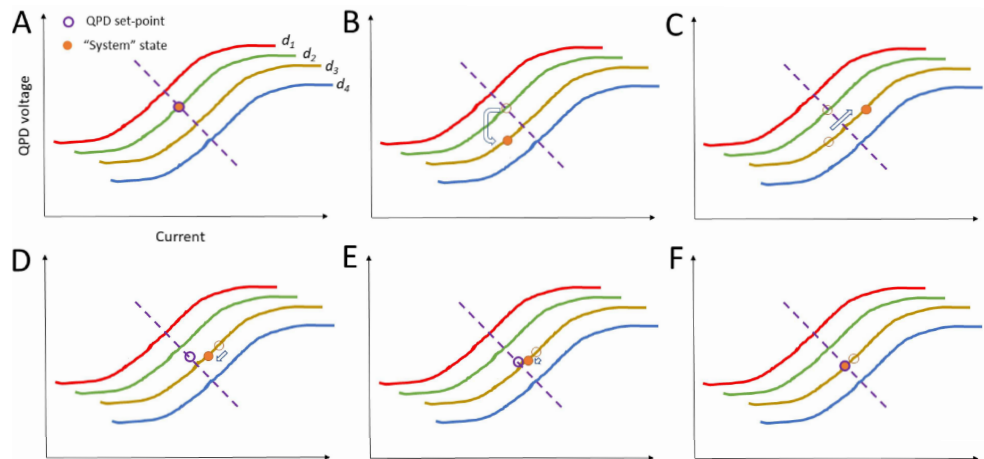 A
QPD set-point
“System” state
d1
d2
d3
d4
QPD voltage
Current
B
C
D
E
F